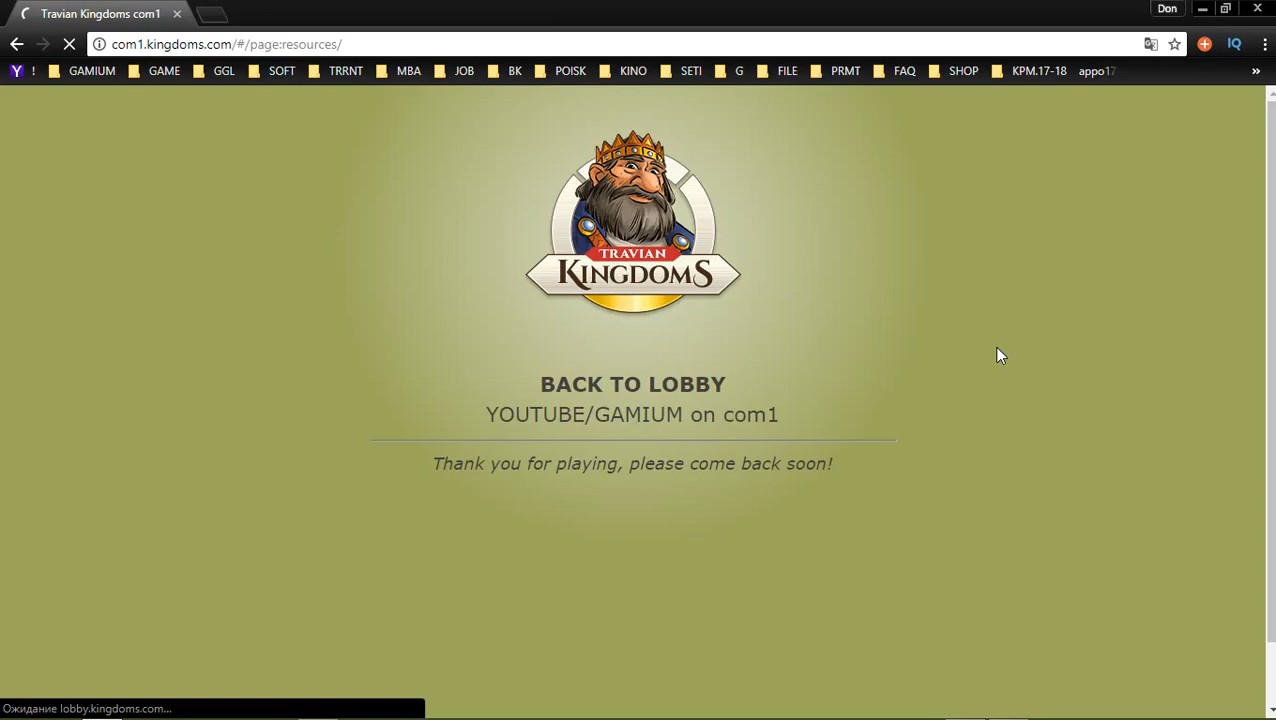 Travian Kingdoms com1
Don
com1.kingdoms.com/#/page:resources/
IQ
Y ! GAMIUM GAME GGL SOFT TRRNT MBA JOB BK POISK KINO SETI G FILE PRMT FAQ SHOP KPM.17-18 appo17 »
TRAVIAN
KINGDOMS
BACK TO LOBBY
YOUTUBE/GAMIUM on com1
Thank you for playing, please come back soon!
Ожидание lobby.kingdoms.com...